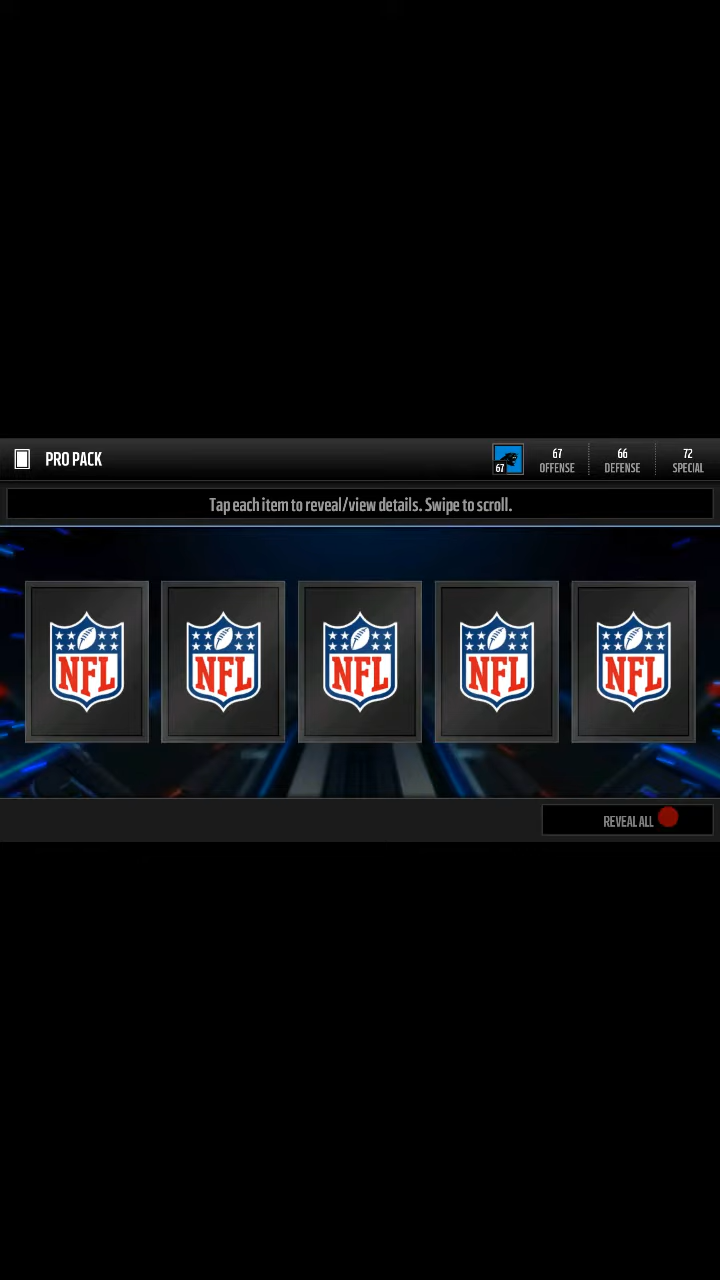 PRO PACK
67
67
OFFENSE
66
DEFENSE
72
SPECIAL
Tap each item to reveal/view details. Swipe to scroll.
NFL
NFL
NFL
NFL
NFL
REVEAL ALL